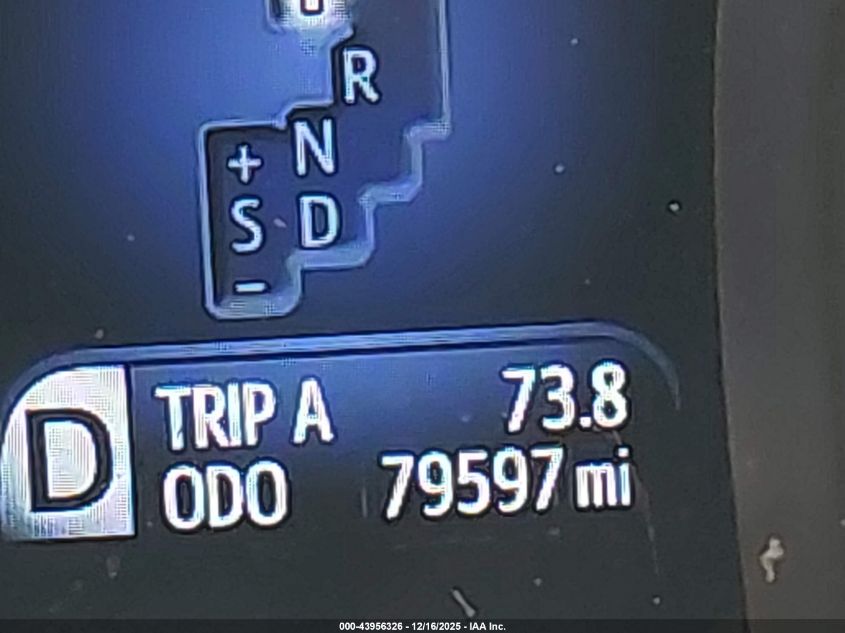 R
N
+
S
D
-
D
TRIP A 73.8
ODO 79597 mi
000-43956326 - 12/16/2025 - IAA Inc.